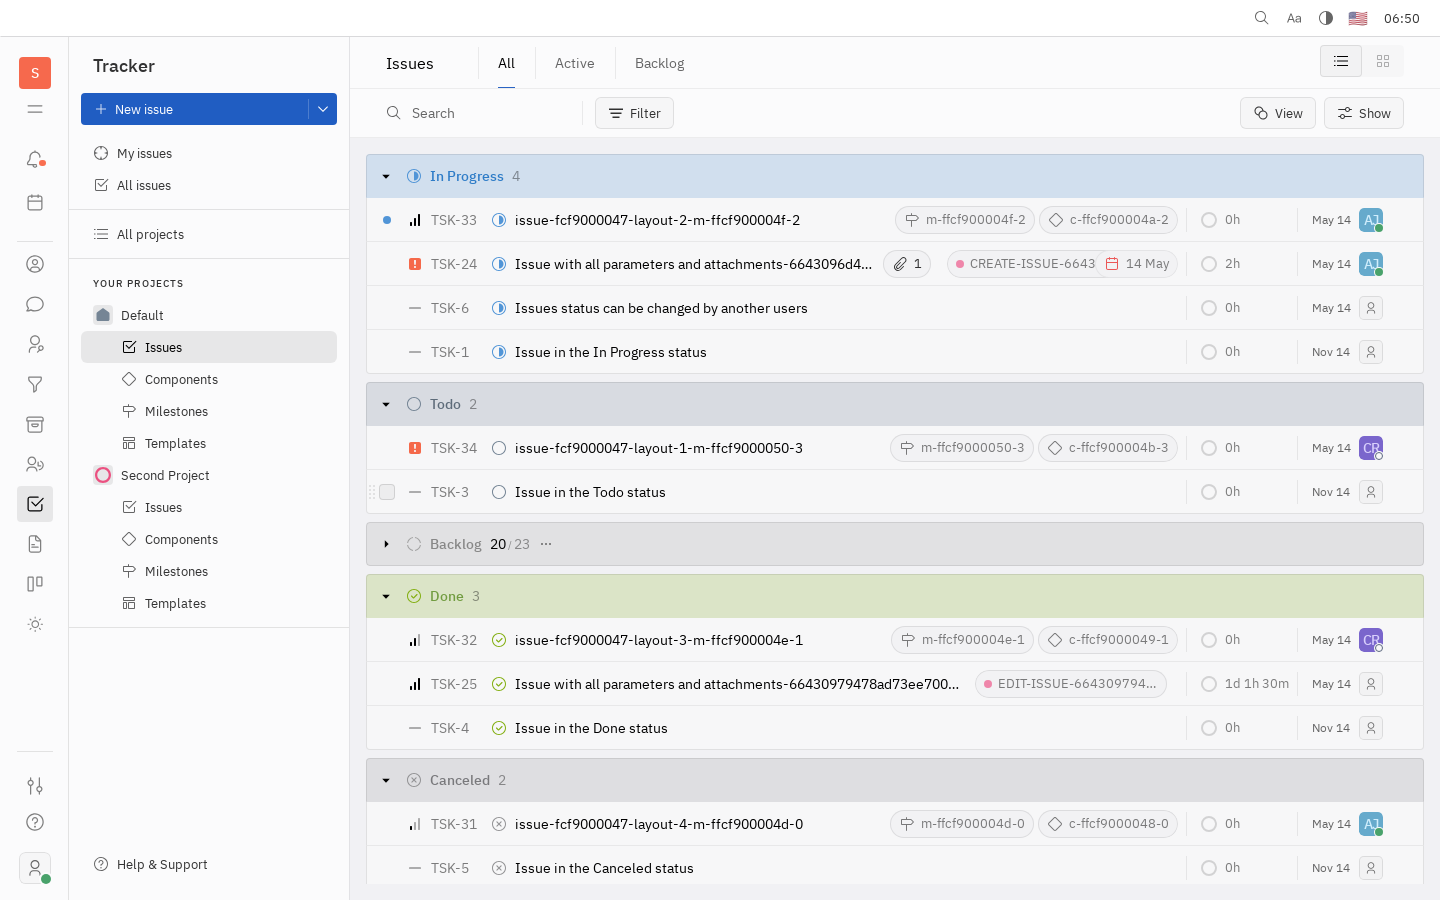 Aa 06:50
S
Tracker
New issue
My issues
All issues
All projects
YOUR PROJECTS
Default
Issues
Components
Milestones
Templates
Second Project
Issues
Components
Milestones
Templates
Help & Support
Issues All Active Backlog
Search Filter View Show
In Progress 4
TSK-33 issue-fcf9000047-layout-2-m-ffcf900004f-2 m-ffcf900004f-2 c-ffcf900004a-2 0h May 14 AJ
TSK-24 Issue with all parameters and attachments-6643096d4... 1 CREATE-ISSUE-6643 14 May 2h May 14 AJ
TSK-6 Issues status can be changed by another users 0h May 14
TSK-1 Issue in the In Progress status 0h Nov 14
Todo 2
TSK-34 issue-fcf9000047-layout-1-m-ffcf9000050-3 m-ffcf9000050-3 c-ffcf900004b-3 0h May 14 CR
TSK-3 Issue in the Todo status 0h Nov 14
Backlog 20/23 ...
Done 3
TSK-32 issue-fcf9000047-layout-3-m-ffcf900004e-1 m-ffcf900004e-1 c-ffcf9000049-1 0h May 14 CR
TSK-25 Issue with all parameters and attachments-66430979478ad73ee700... EDIT-ISSUE-664309794... 1d 1h 30m May 14
TSK-4 Issue in the Done status 0h Nov 14
Canceled 2
TSK-31 issue-fcf9000047-layout-4-m-ffcf900004d-0 m-ffcf900004d-0 c-ffcf9000048-0 0h May 14 AJ
TSK-5 Issue in the Canceled status 0h Nov 14